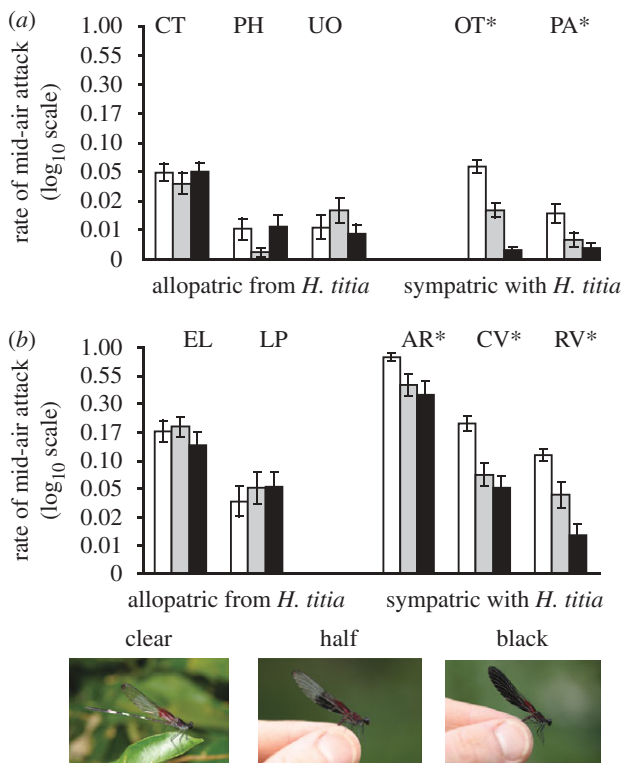 (a) CT PH UO OT* PA*
rate of mid-air attack
(log10 scale)
1.00
0.55
0.30
0.17
0.10
0.05
0.02
0.01
0
allopatric from H. titia sympatric with H. titia
(b) EL LP AR* CV* RV*
rate of mid-air attack
(log10 scale)
1.00
0.55
0.30
0.17
0.10
0.05
0.02
0.01
0
allopatric from H. titia sympatric with H. titia
clear half black